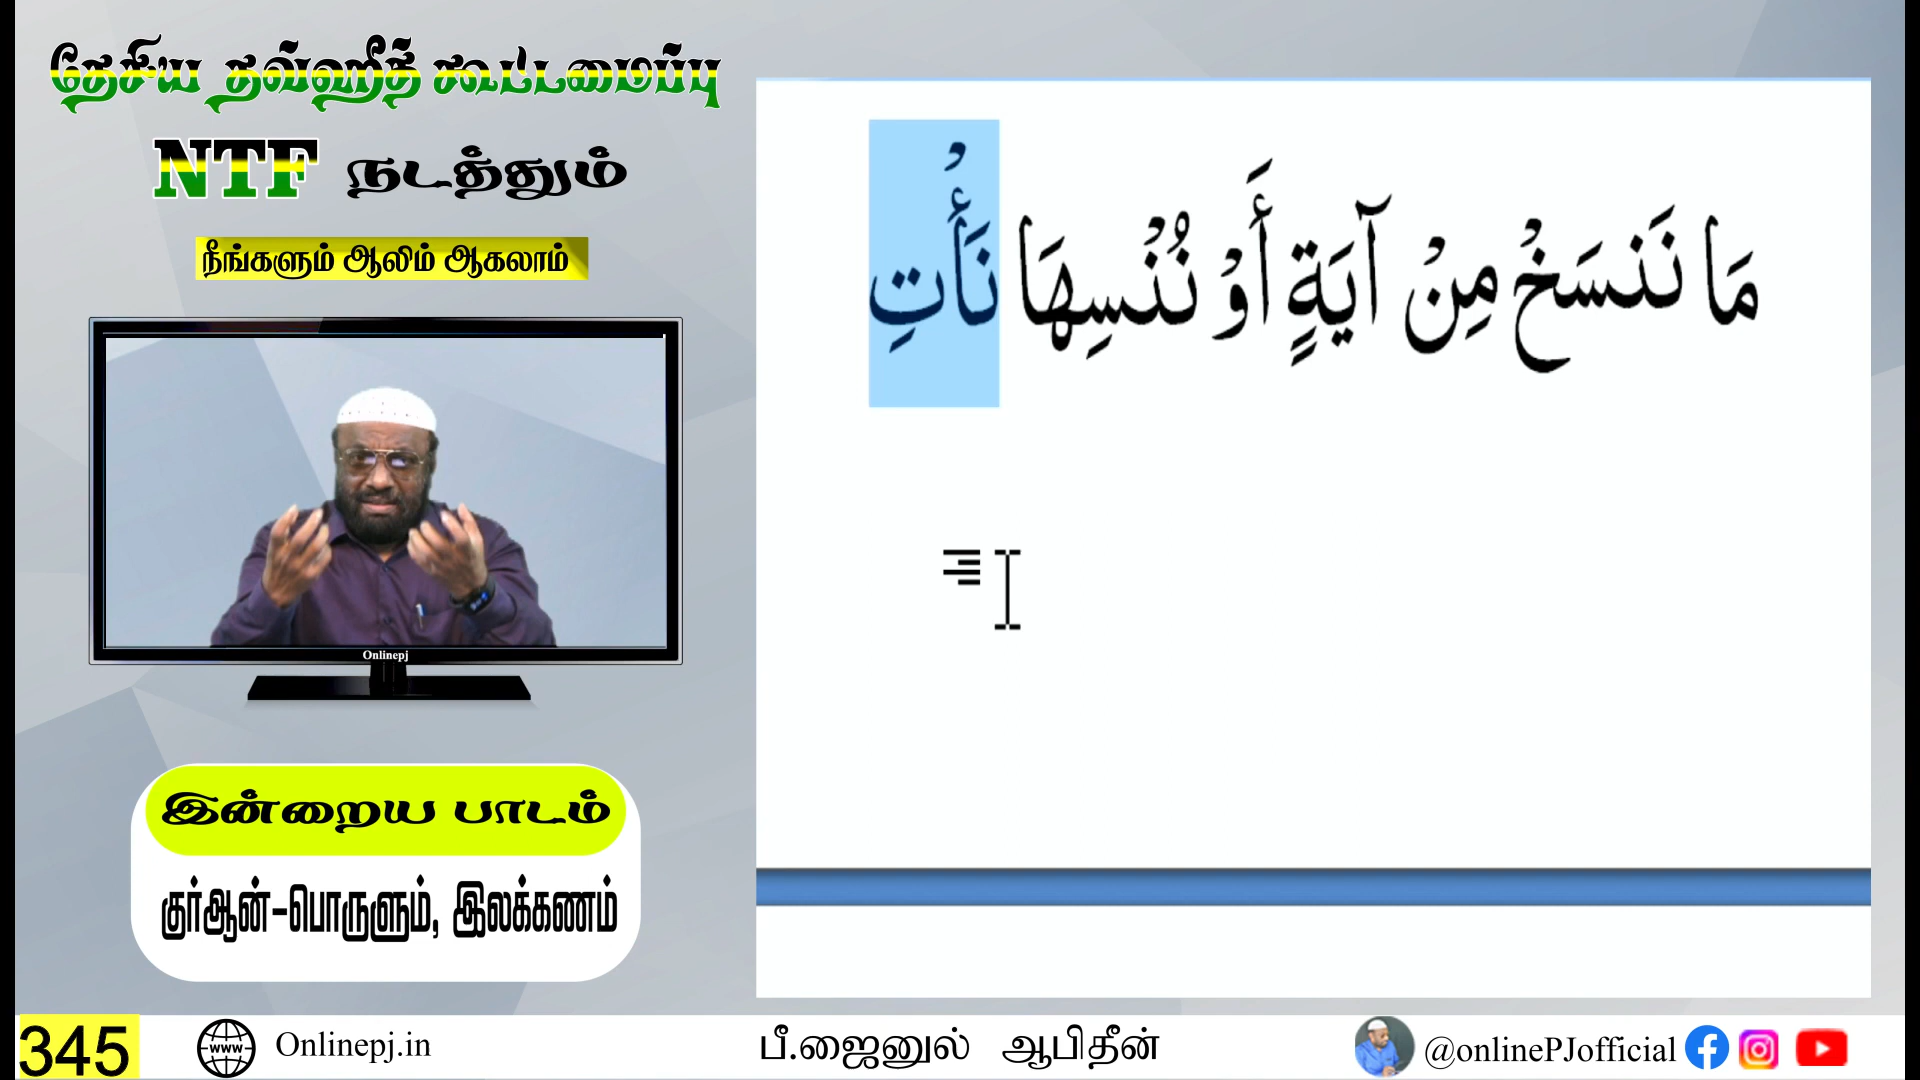 தேசிய தவ்ஹீத் கூட்டமைப்பு
NTF நடத்தும்
நீங்களும் ஆலிம் ஆகலாம்
مَا نَنسَخْ مِنْ آيَةٍ أَوْ نُنْسِهَا نَأْتِ
Onlinepj
இன்றைய பாடம்
குர்ஆன்-பொருளும், இலக்கணம்
345
www
Onlinepj.in
பீ.ஜைனுல் ஆபிதீன்
@onlinePJofficial